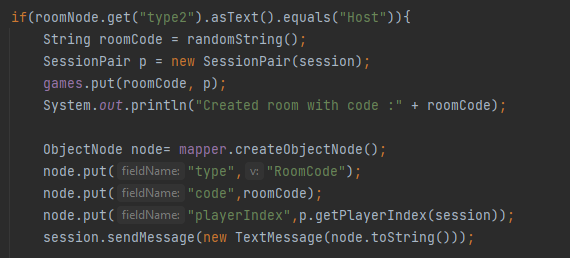 if(roomNode.get("type2").asText().equals("Host")){
String roomCode = randomString();
SessionPair p = new SessionPair(session);
games.put(roomCode, p);
System.out.println("Created room with code :" + roomCode);
ObjectNode node= mapper.createObjectNode();
node.put( fieldName: "type", v: "RoomCode");
node.put( fieldName: "code",roomCode);
node.put( fieldName: "playerIndex",p.getPlayerIndex(session));
session.sendMessage(new TextMessage(node.toString()));